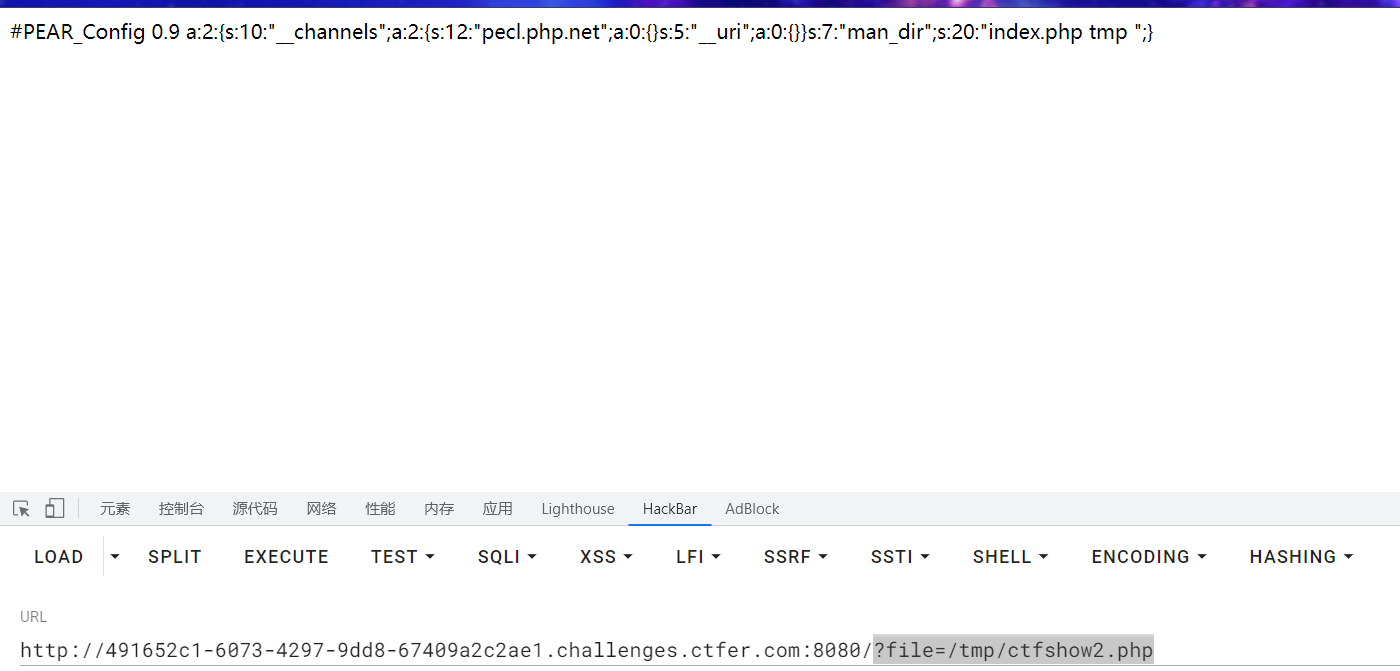 #PEAR_Config 0.9 a:2:{s:10:"__channels";a:2:{s:12:"pecl.php.net";a:0:{}s:5:"__uri";a:0:{}}s:7:"man_dir";s:20:"index.php tmp ";}
元素 控制台 源代码 网络 性能 内存 应用 Lighthouse HackBar AdBlock
LOAD SPLIT EXECUTE TEST SQLI XSS LFI SSRF SSTI SHELL ENCODING HASHING
URL
http://491652c1-6073-4297-9dd8-67409a2c2ae1.challenges.ctfer.com:8080/?file=/tmp/ctfshow2.php